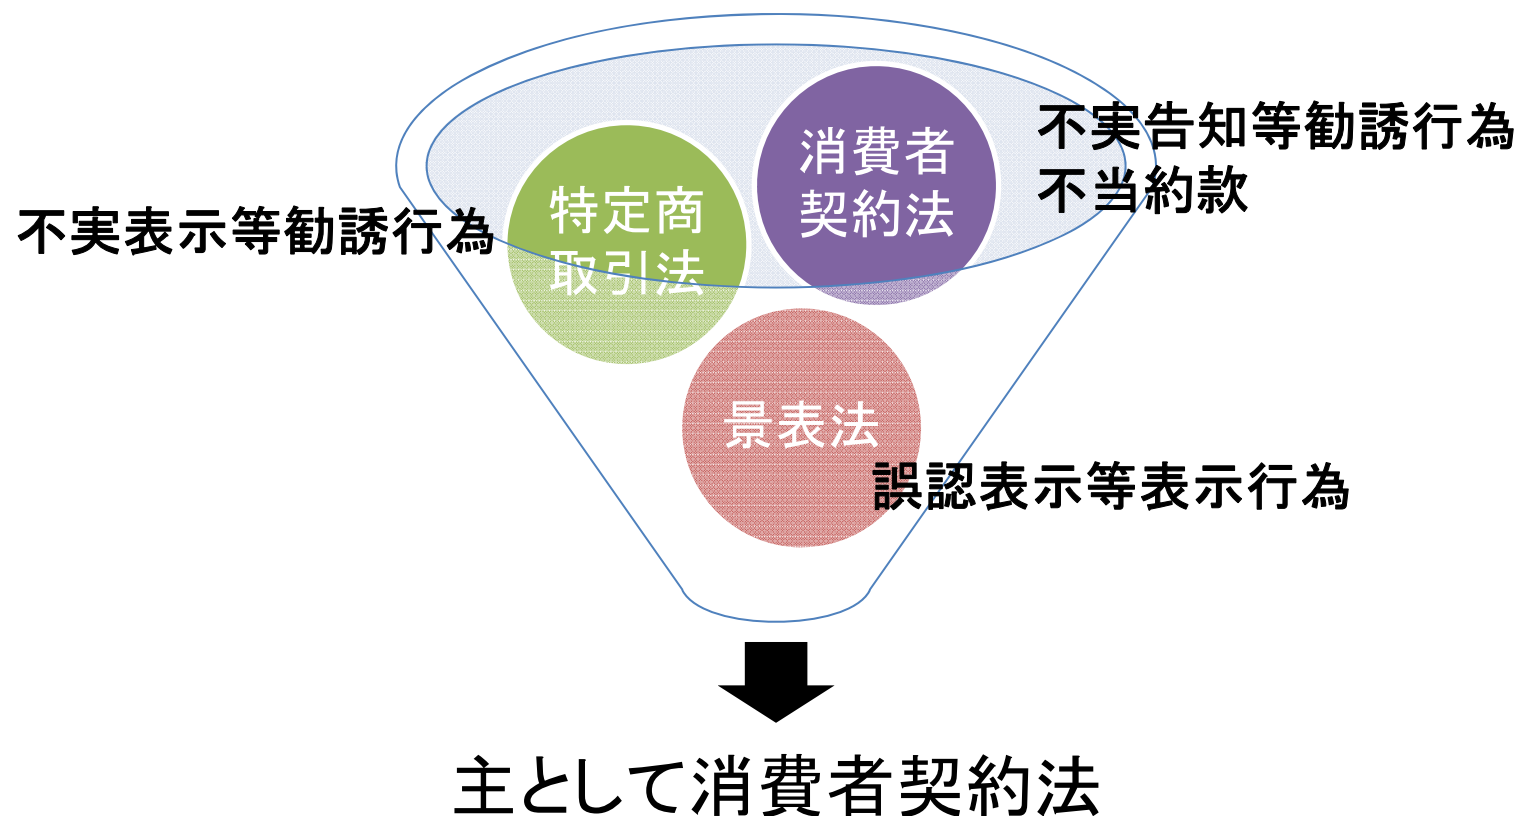 消費者
契約法
不実告知等勧誘行為
不当約款
特定商
取引法
不実表示等勧誘行為
景表法
誤認表示等表示行為
主として消費者契約法